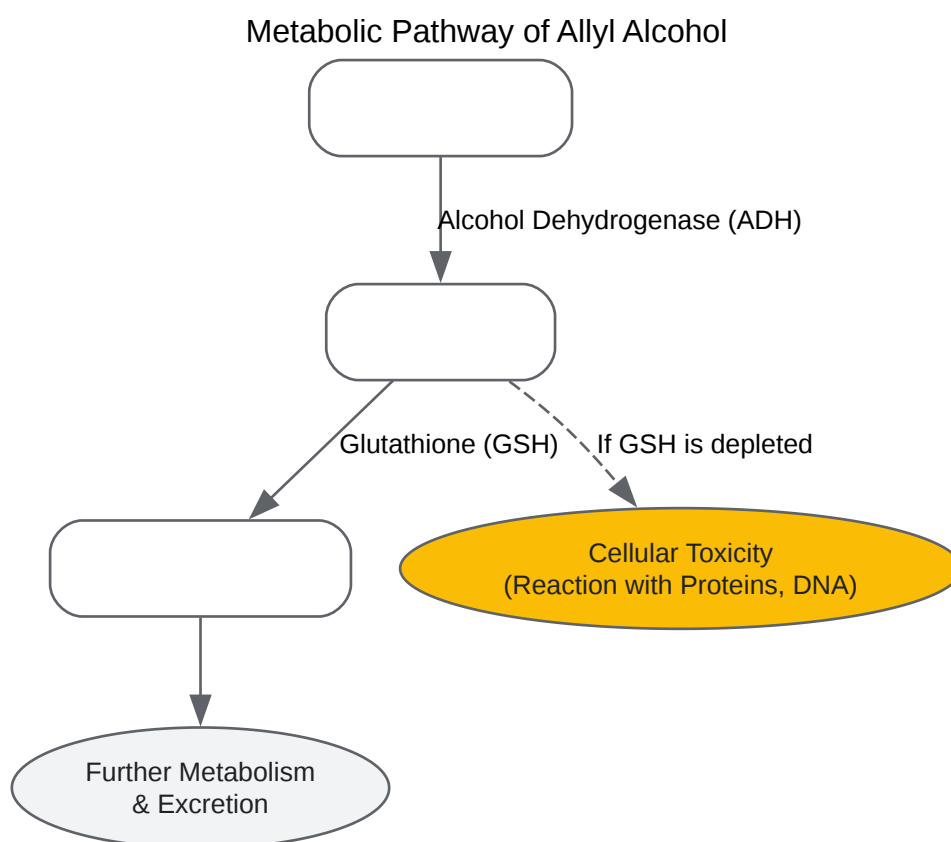 Metabolic Pathway of Allyl Alcohol
Alcohol Dehydrogenase (ADH)
Glutathione (GSH)
If GSH is depleted
Cellular Toxicity
(Reaction with Proteins, DNA)
Further Metabolism
& Excretion